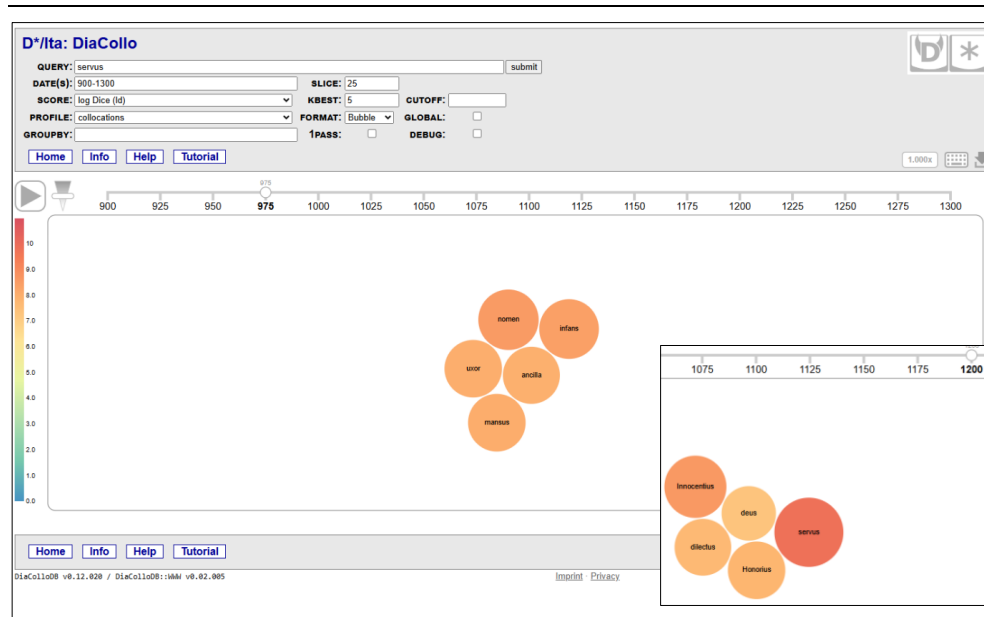 D*/lta: DiaCollo
QUERY: servus submit
DATE(S): 900-1300 SLICE: 25
SCORE: log Dice (ld) KBEST: 5 CUTOFF:
PROFILE: collocations FORMAT: Bubble GLOBAL:
GROUPBY: 1PASS: DEBUG:
Home Info Help Tutorial 1.000x
975
900 925 950 975 1000 1025 1050 1075 1100 1125 1150 1175 1200 1225 1250 1275 1300
10
9.0
8.0
7.0
6.0
5.0
4.0
3.0
2.0
1.0
0.0
nomen
infans
uxor
ancilla
mansus
1075 1100 1125 1150 1175 1200
Innocentius
deus
servus
dilectus
Honorius
Home Info Help Tutorial
DiaColloDB v0.12.020 / DiaColloDB::WWW v0.02.005 Imprint · Privacy